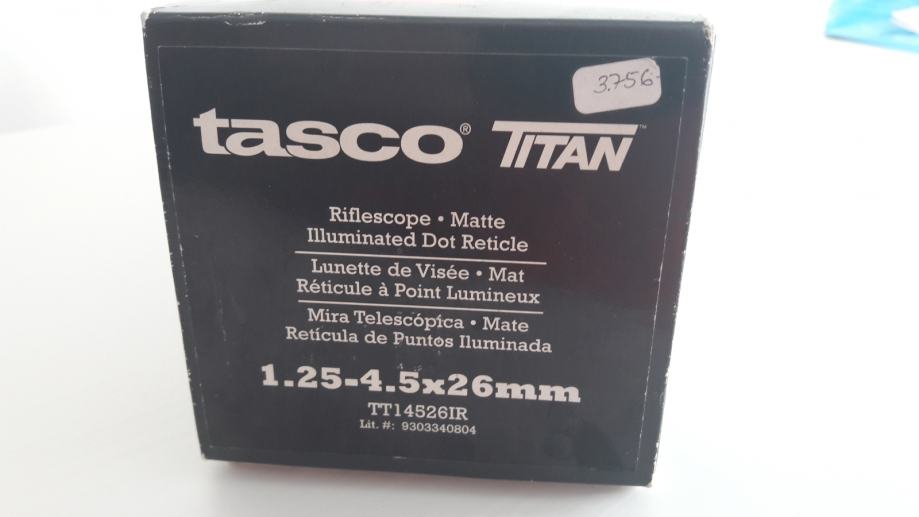 3.756-
tasco® TITAN™
Riflescope • Matte
Illuminated Dot Reticle
Lunette de Visée • Mat
Réticule à Point Lumineux
Mira Telescópica • Mate
Retícula de Puntos Iluminada
1.25-4.5x26mm
TT14526IR
Lit. #: 9303340804